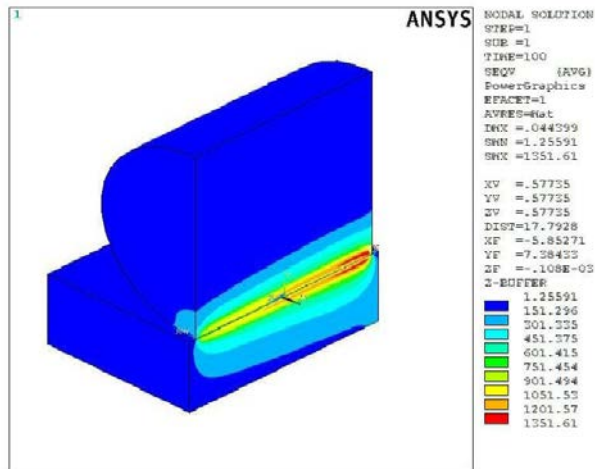 1
ANSYS
NODAL SOLUTION
STEP=1
SUB =1
TIME=100
SEQV (AVG)
PowerGraphics
EFACET=1
AVRES=Mat
DMX =.044399
SMN =1.25591
SMX =1351.61
XV =.57735
YV =.57735
ZV =.57735
DIST=17.7928
XF =-5.85271
YF =7.38433
ZF =-.108E-03
Z-BUFFER
1.25591
151.296
301.335
451.375
601.415
751.454
901.494
1051.53
1201.57
1351.61